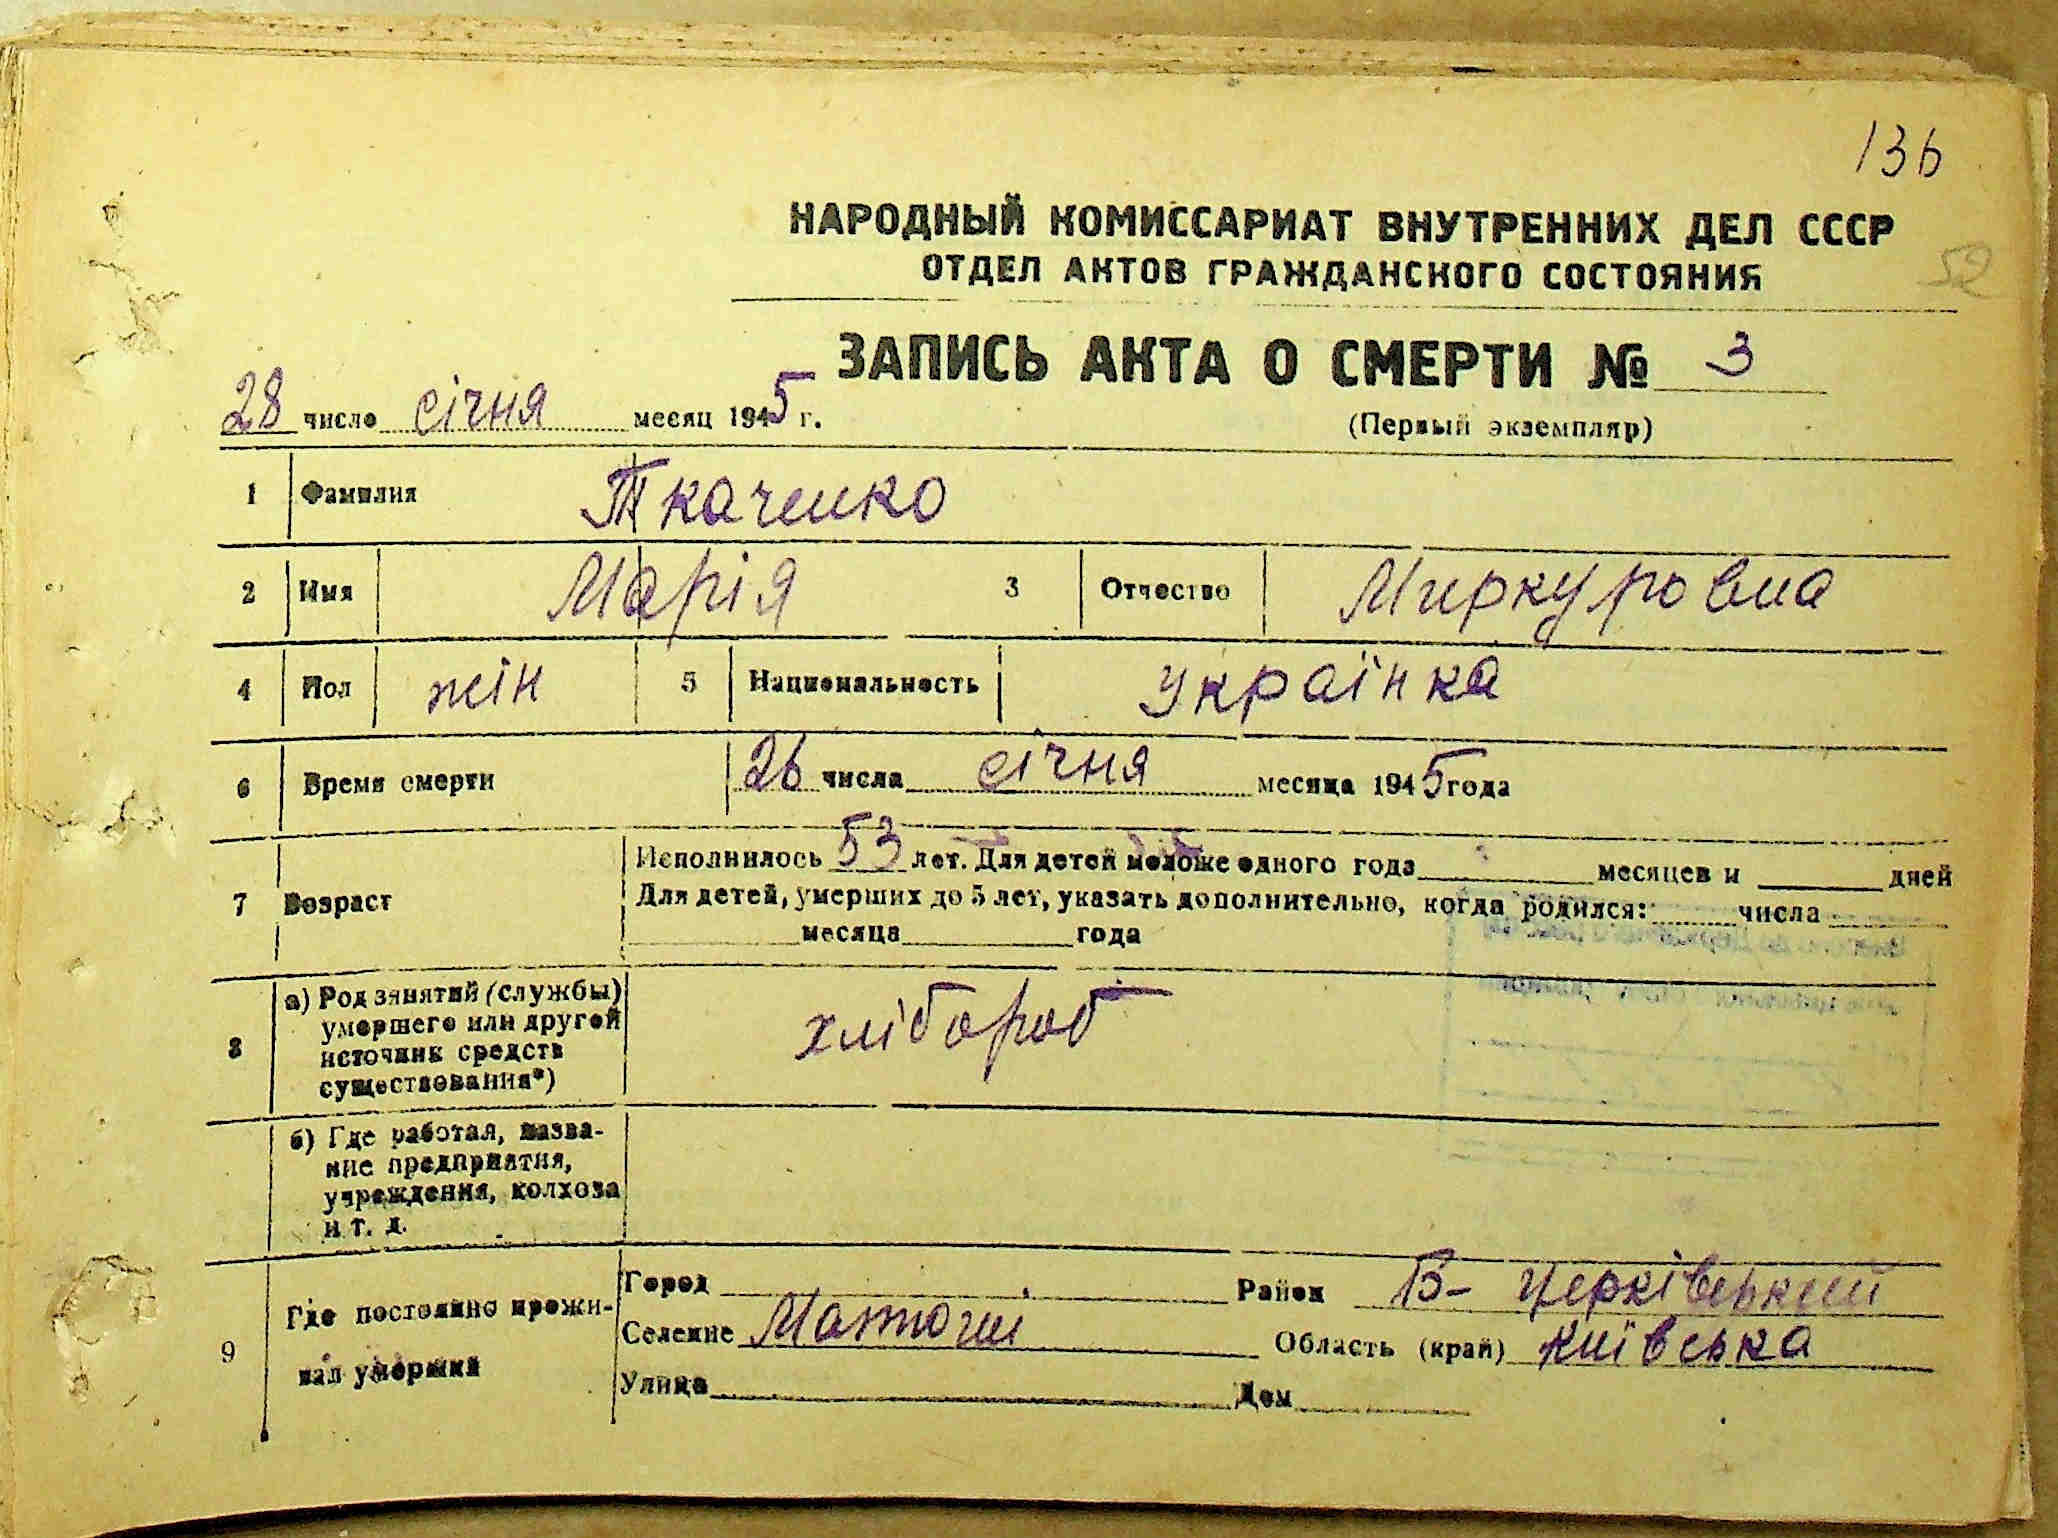 136
НАРОДНЫЙ КОМИССАРИАТ ВНУТРЕННИХ ДЕЛ СССР
52
ОТДЕЛ АКТОВ ГРАЖДАНСКОГО СОСТОЯНИЯ
ЗАПИСЬ АКТА О СМЕРТИ № 3
28 число січня месяц 1945 г.
(Первый экземпляр)
1 Фамилия Ткаченко
2 Имя Марія 3 Отчество Миркуровна
4 Пол жін 5 Национальность українка
6 Время смерти 26 числа січня месяца 1945 года
7 Возраст Исполнилось 53 лет. Для детей моложе одного года месяцев и дней
Для детей, умерших до 5 лет, указать дополнительно, когда родился: числа
месяца года
8 а) Род занятий (службы) умершего или другой источник средств существования*) хлібороб
б) Где работал, назва-
ние предприятия,
учреждения, колхоза
и т. д.
9 Где постоянно прожи-
вал умерший
Город Район Б-Церківський
Селение Матюші Область (край) Київська
Улица Дом